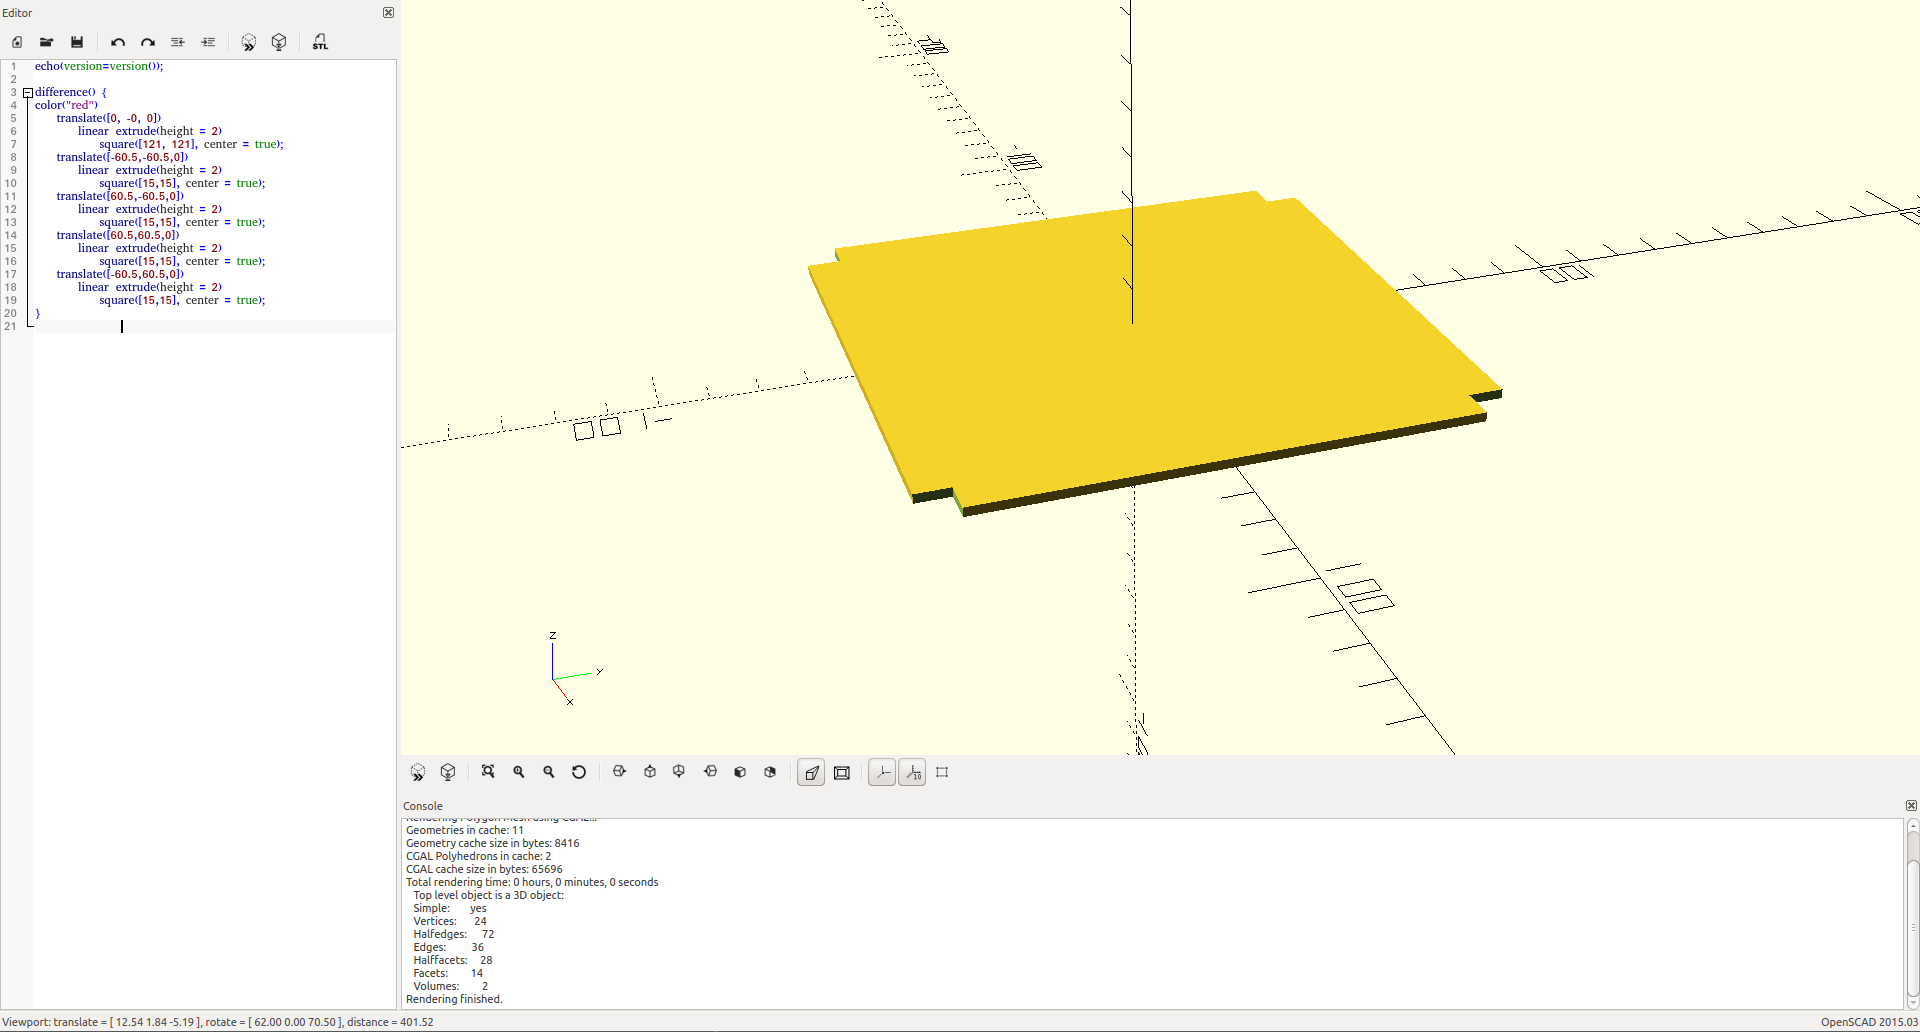 Editor
STL
1 echo(version=version());
2
3 difference() {
4 color("red")
5 translate([0, -0, 0])
6 linear_extrude(height = 2)
7 square([121, 121], center = true);
8 translate([-60.5,-60.5,0])
9 linear_extrude(height = 2)
10 square([15,15], center = true);
11 translate([60.5,-60.5,0])
12 linear_extrude(height = 2)
13 square([15,15], center = true);
14 translate([60.5,60.5,0])
15 linear_extrude(height = 2)
16 square([15,15], center = true);
17 translate([-60.5,60.5,0])
18 linear_extrude(height = 2)
19 square([15,15], center = true);
20 }
21
Z
Y
X
10
Console
Rendering Polygon Mesh using CGAL...
Geometries in cache: 11
Geometry cache size in bytes: 8416
CGAL Polyhedrons in cache: 2
CGAL cache size in bytes: 65696
Total rendering time: 0 hours, 0 minutes, 0 seconds
Top level object is a 3D object:
Simple: yes
Vertices: 24
Halfedges: 72
Edges: 36
Halffacets: 28
Facets: 14
Volumes: 2
Rendering finished.
Viewport: translate = [ 12.54 1.84 -5.19 ], rotate = [ 62.00 0.00 70.50 ], distance = 401.52
OpenSCAD 2015.03